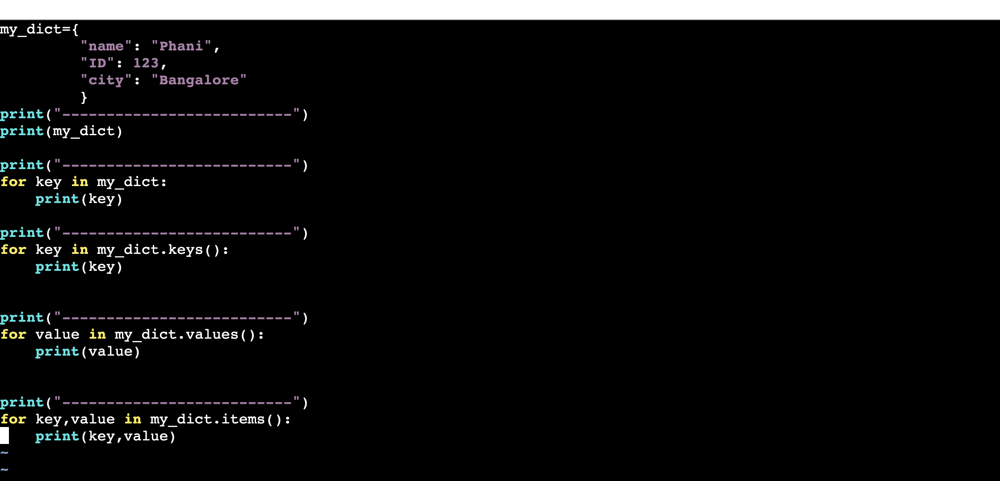 my_dict={
         "name": "Phani",
         "ID": 123,
         "city": "Bangalore"
         }
print("--------------------------")
print(my_dict)

print("--------------------------")
for key in my_dict:
    print(key)

print("--------------------------")
for key in my_dict.keys():
    print(key)


print("--------------------------")
for value in my_dict.values():
    print(value)


print("--------------------------")
for key,value in my_dict.items():
    print(key,value)
~
~